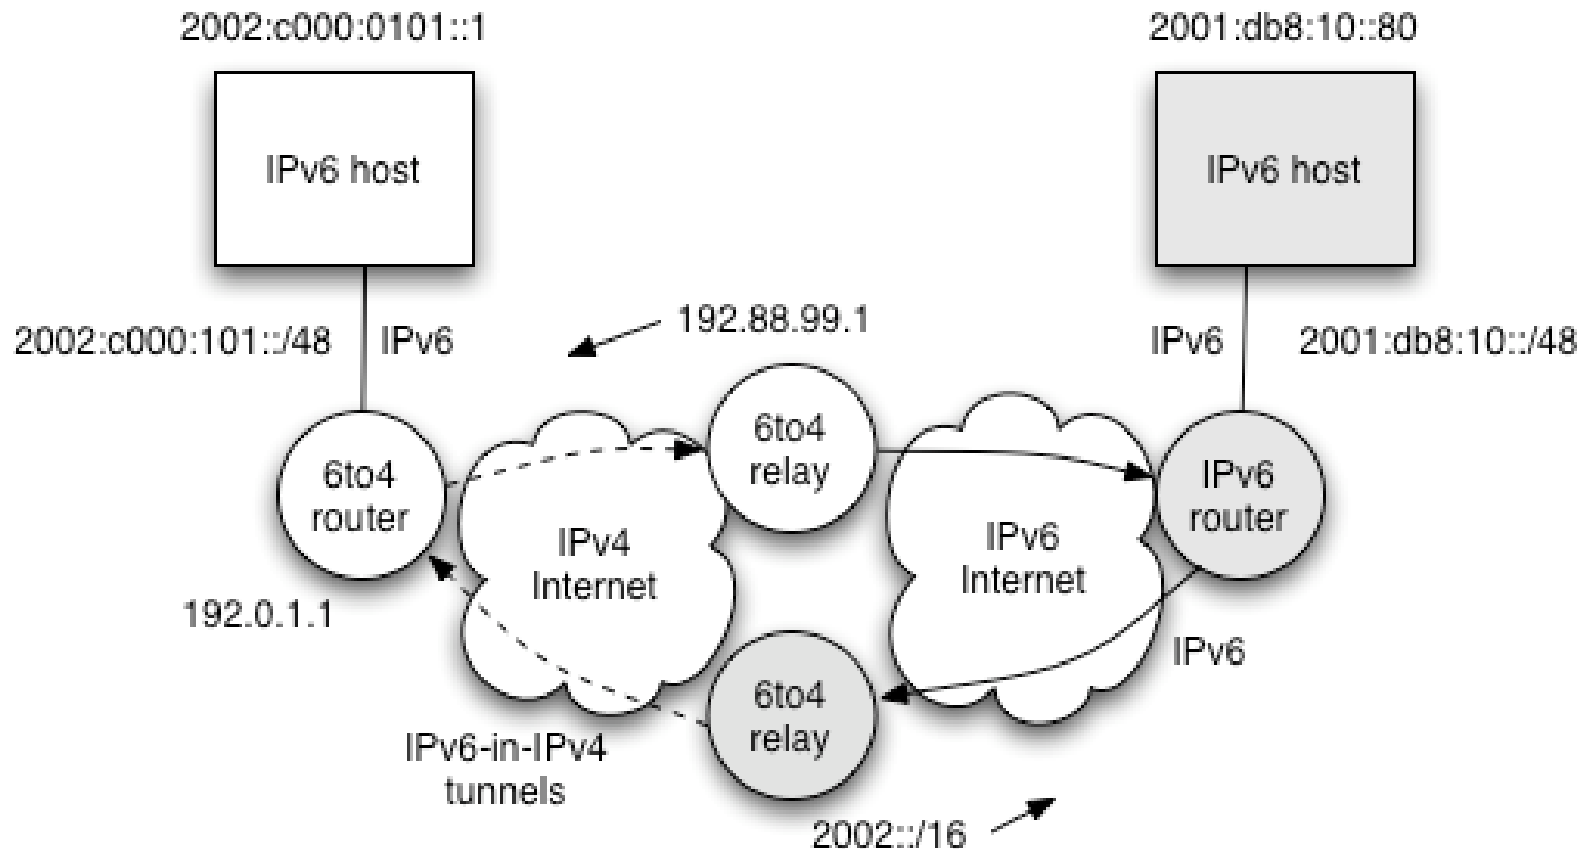 2002:c000:0101::1
2001:db8:10::80
IPv6 host
IPv6 host
192.88.99.1
2002:c000:101::/48
IPv6
IPv6
2001:db8:10::/48
6to4
relay
6to4
router
IPv6
router
IPv4
Internet
IPv6
Internet
192.0.1.1
IPv6
6to4
relay
IPv6-in-IPv4
tunnels
2002::/16